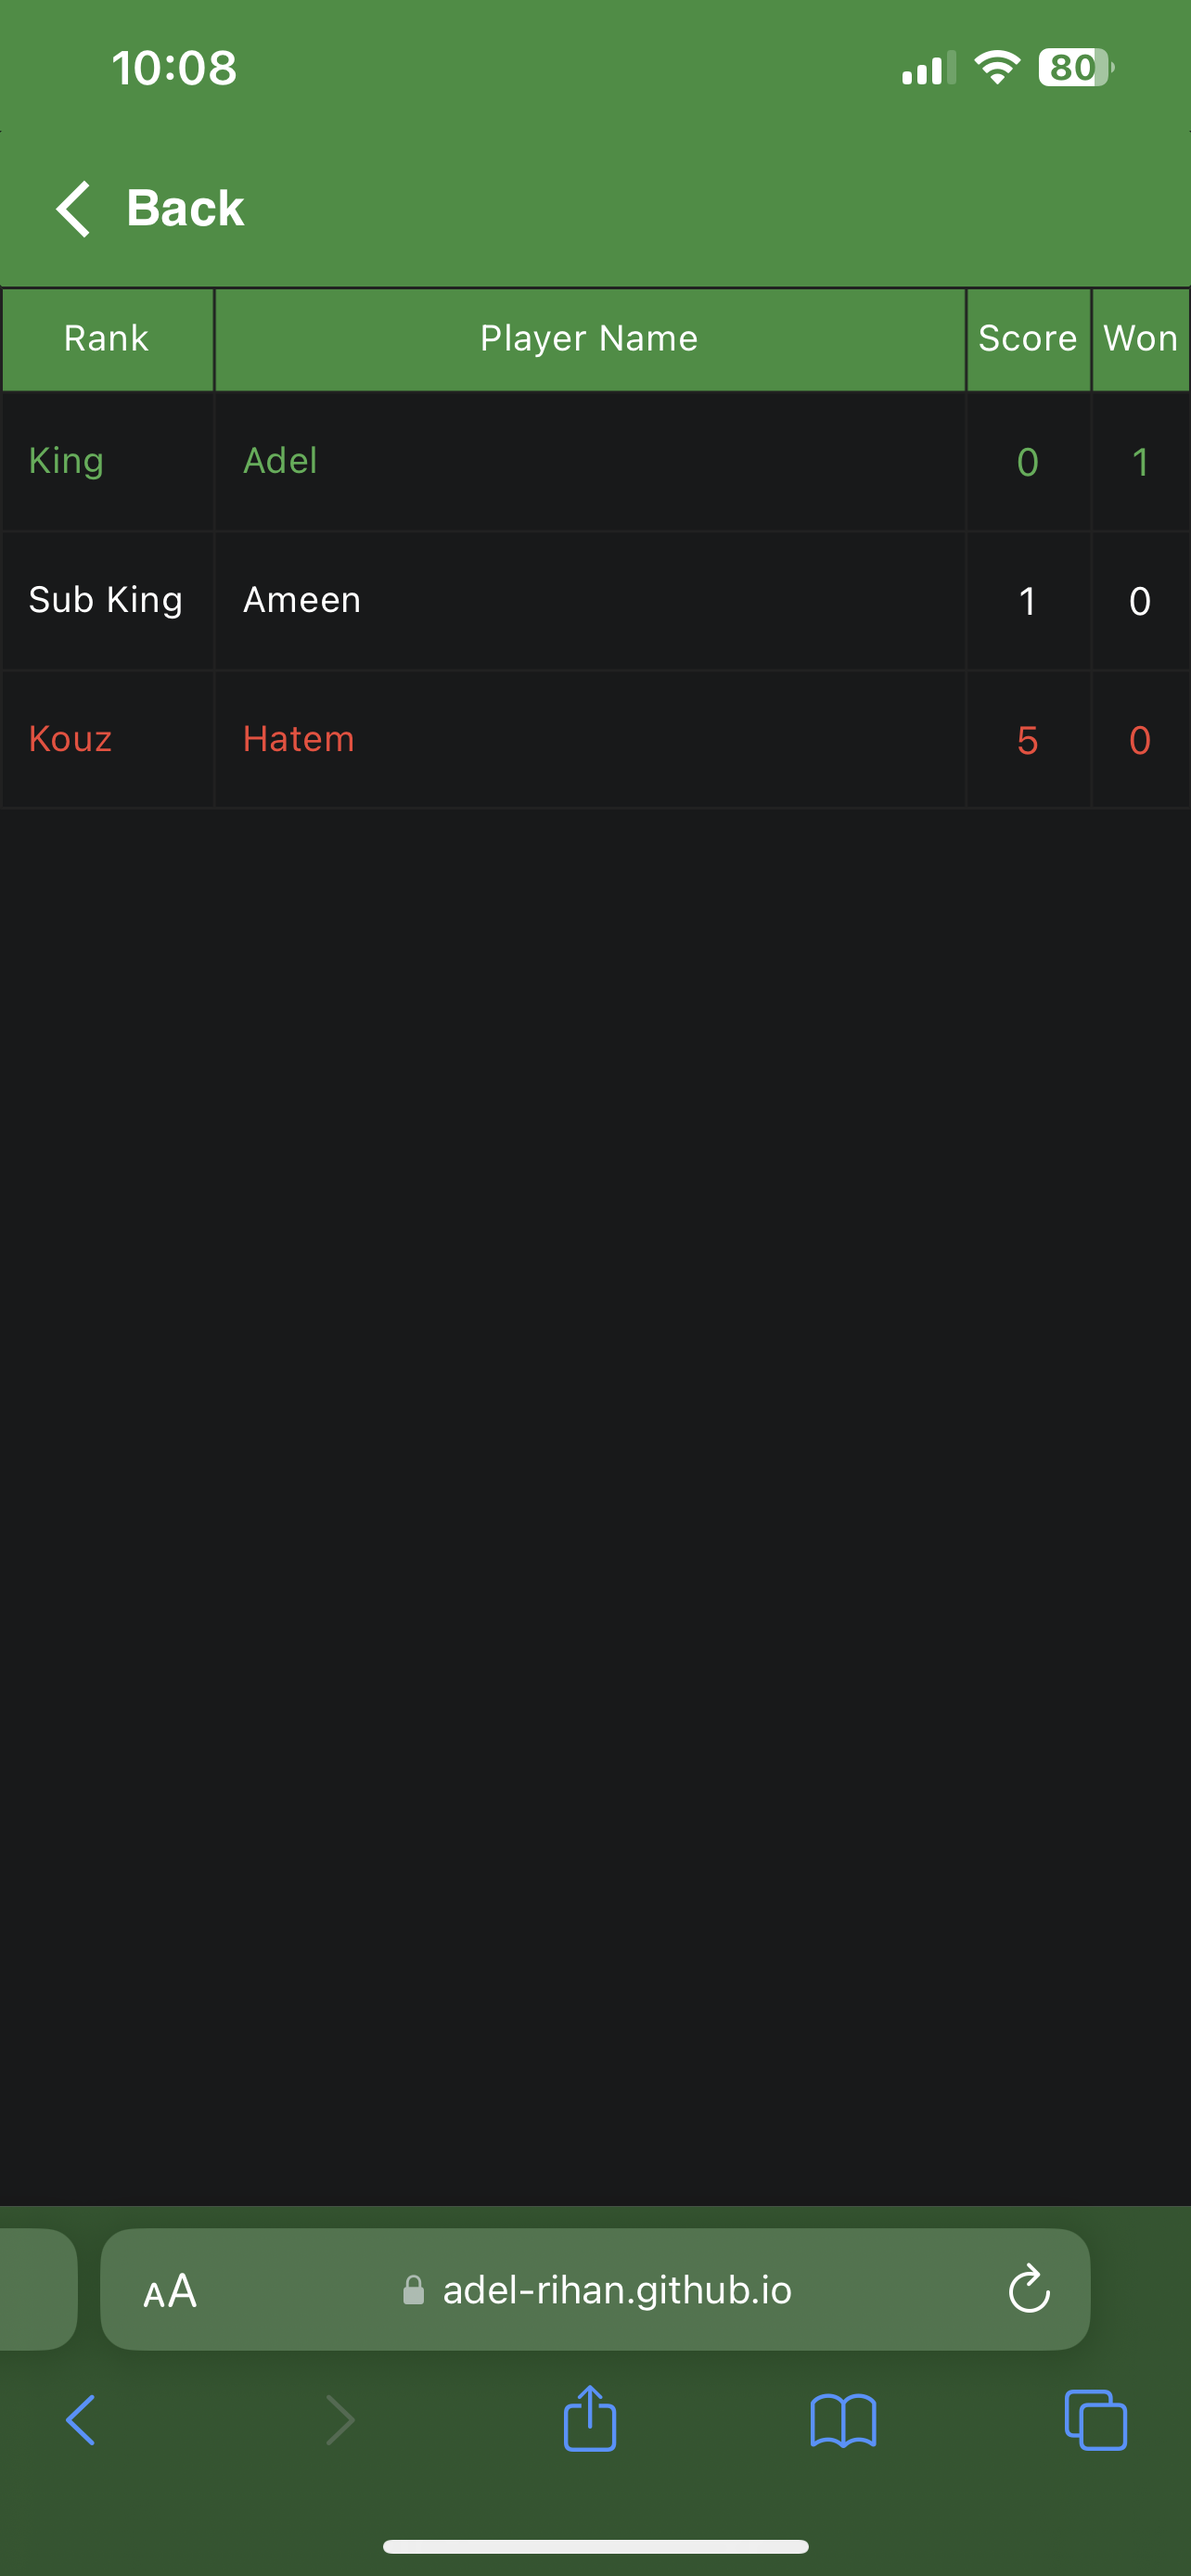 10:08 80
Back
Rank Player Name Score Won
King Adel 0 1
Sub King Ameen 1 0
Kouz Hatem 5 0
AA adel-rihan.github.io